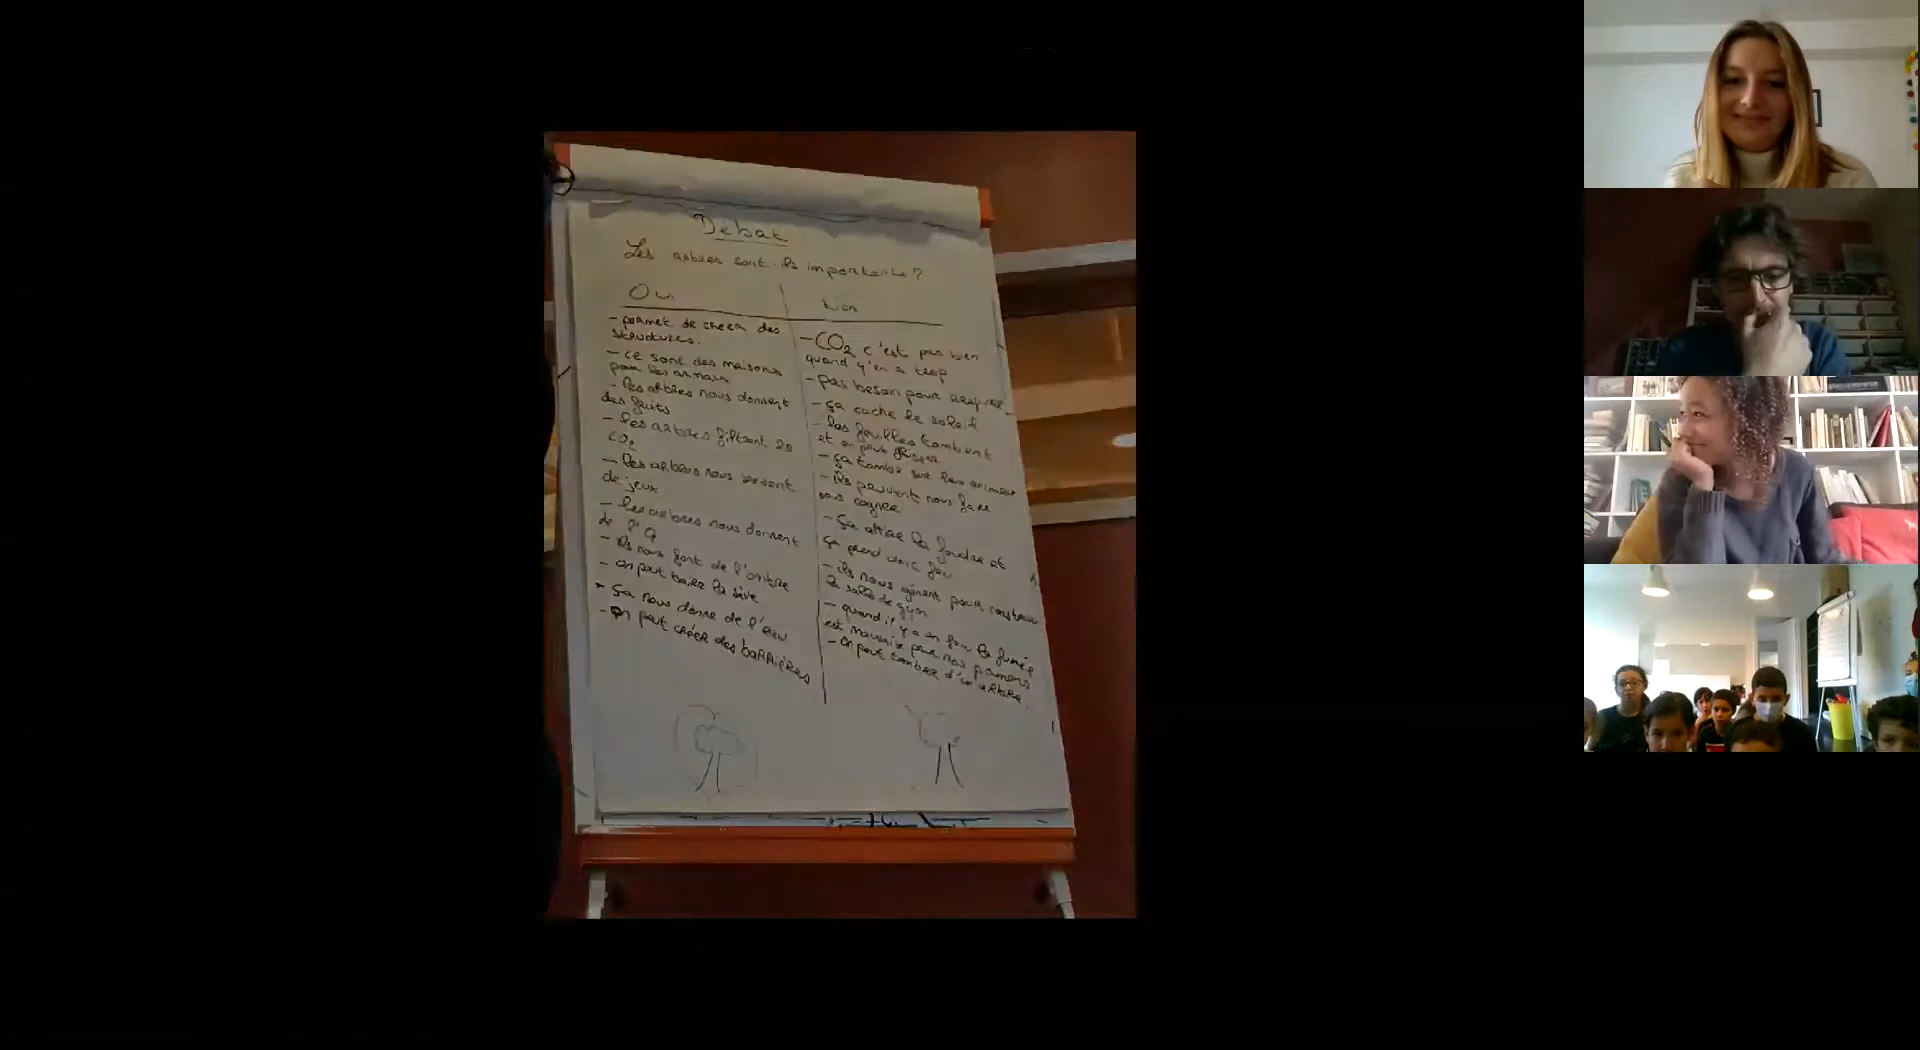 Débat
Les arbres sont-ils importants ?
Oui
Non
- permet de créer des
structures.
- ce sont des maisons
pour les animaux
- les arbres nous donnent
des fruits
- les arbres filtrent le
CO2
- les arbres nous servent
de jeux
- les arbres nous donnent
de l'
- ils nous font de l'ombre
- on peut boire la sève
- ça nous donne de l'eau
- on peut créer des barrières
- CO2 c'est pas bien
quand y'en a trop
- pas besoin pour respirer
- ça cache le soleil
- les feuilles tombent
et on peut glisser
- ça tombe sur les animaux
- ils peuvent nous faire
nous cogner
- ça attire la foudre et
ça prend feu
- ils nous gênent pour construire
la salle de gym
- quand il y a un feu la fumée
est mauvaise pour nos poumons
- on peut tomber d'un arbre